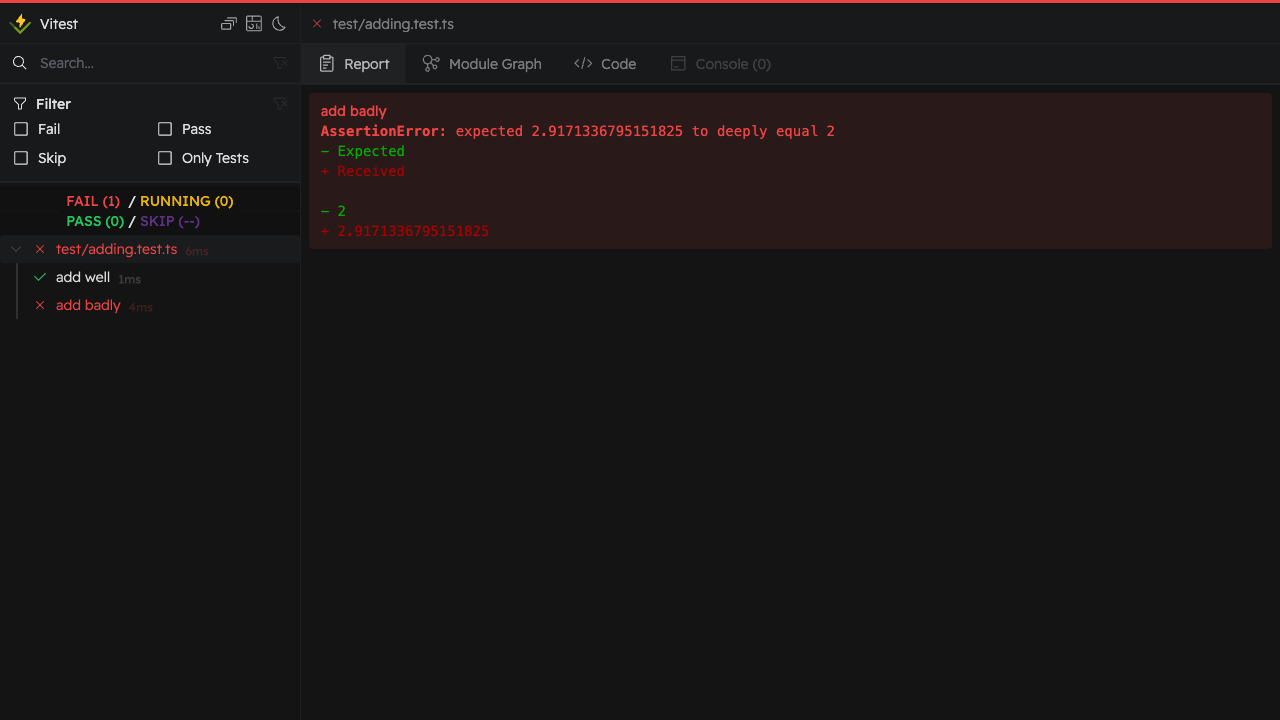 Vitest
Search...
Filter
Fail
Pass
Skip
Only Tests
FAIL (1) / RUNNING (0)
PASS (0) / SKIP (--)
test/adding.test.ts 6ms
add well 1ms
add badly 4ms
test/adding.test.ts
Report
Module Graph
Code
Console (0)
add badly
AssertionError: expected 2.9171336795151825 to deeply equal 2
- Expected
+ Received
- 2
+ 2.9171336795151825